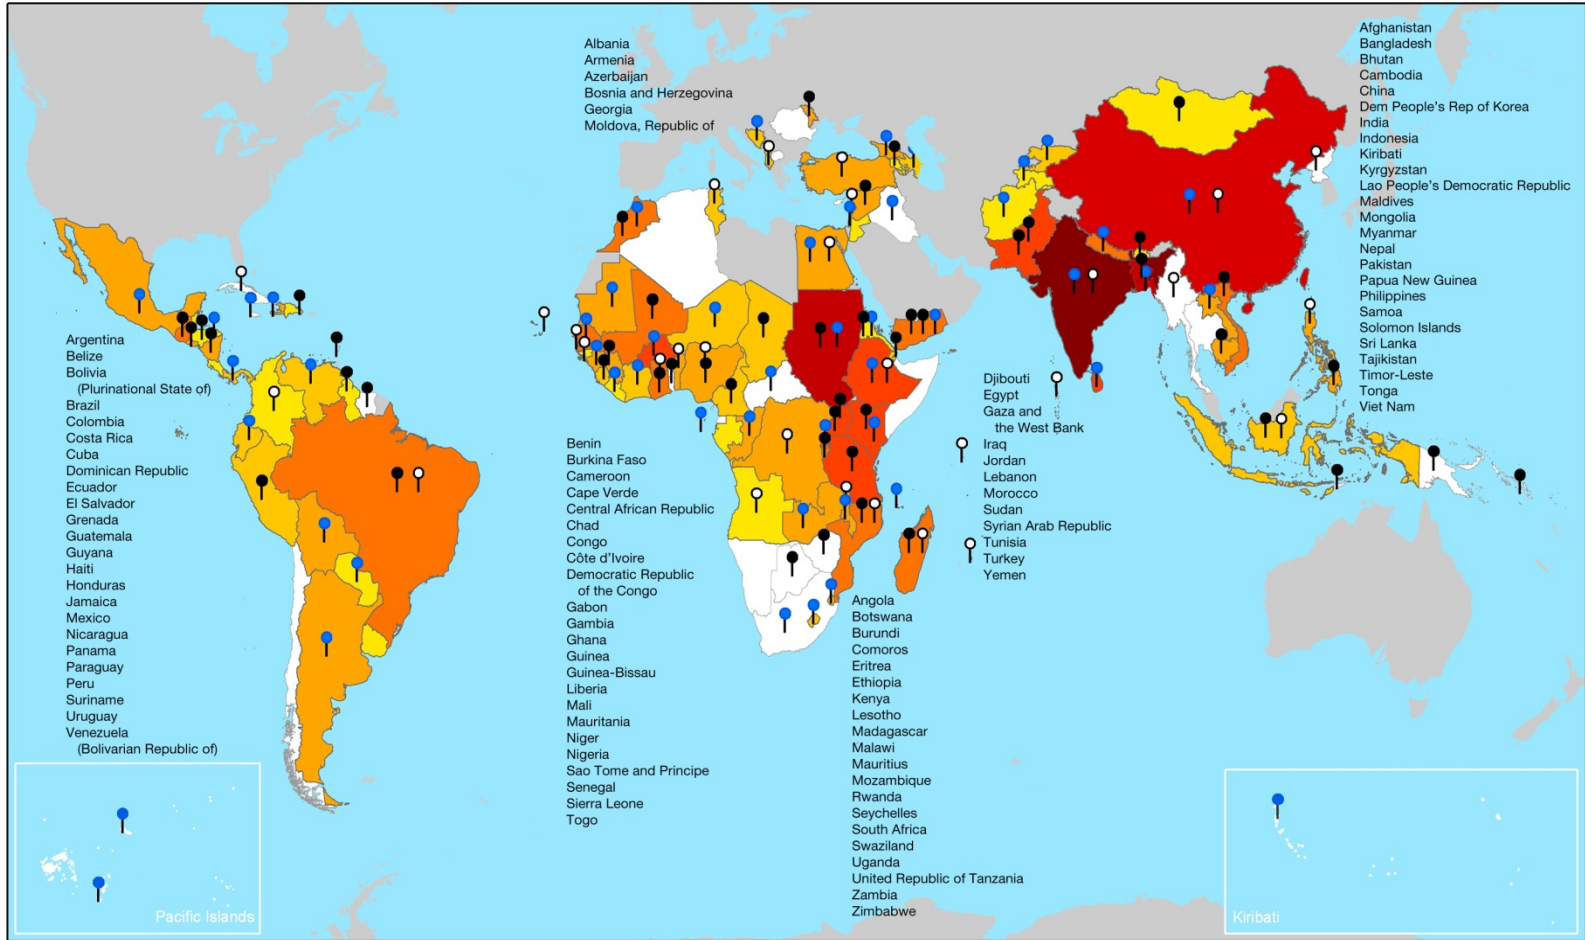 Albania
Armenia
Azerbaijan
Bosnia and Herzegovina
Georgia
Moldova, Republic of
Afghanistan
Bangladesh
Bhutan
Cambodia
China
Dem People's Rep of Korea
India
Indonesia
Kiribati
Kyrgyzstan
Lao People's Democratic Republic
Maldives
Mongolia
Myanmar
Nepal
Pakistan
Papua New Guinea
Philippines
Samoa
Solomon Islands
Sri Lanka
Tajikistan
Timor-Leste
Tonga
Viet Nam
Argentina
Belize
Bolivia
(Plurinational State of)
Brazil
Colombia
Costa Rica
Cuba
Dominican Republic
Ecuador
El Salvador
Grenada
Guatemala
Guyana
Haiti
Honduras
Jamaica
Mexico
Nicaragua
Panama
Paraguay
Peru
Suriname
Uruguay
Venezuela
(Bolivarian Republic of)
Djibouti
Egypt
Gaza and
the West Bank
Iraq
Jordan
Lebanon
Morocco
Sudan
Syrian Arab Republic
Tunisia
Turkey
Yemen
Benin
Burkina Faso
Cameroon
Cape Verde
Central African Republic
Chad
Congo
Côte d'Ivoire
Democratic Republic
of the Congo
Gabon
Gambia
Ghana
Guinea
Guinea-Bissau
Liberia
Mali
Mauritania
Niger
Nigeria
Sao Tome and Principe
Senegal
Sierra Leone
Togo
Angola
Botswana
Burundi
Comoros
Eritrea
Ethiopia
Kenya
Lesotho
Madagascar
Malawi
Mauritius
Mozambique
Rwanda
Seychelles
South Africa
Swaziland
Uganda
United Republic of Tanzania
Zambia
Zimbabwe
Pacific Islands
Kiribati